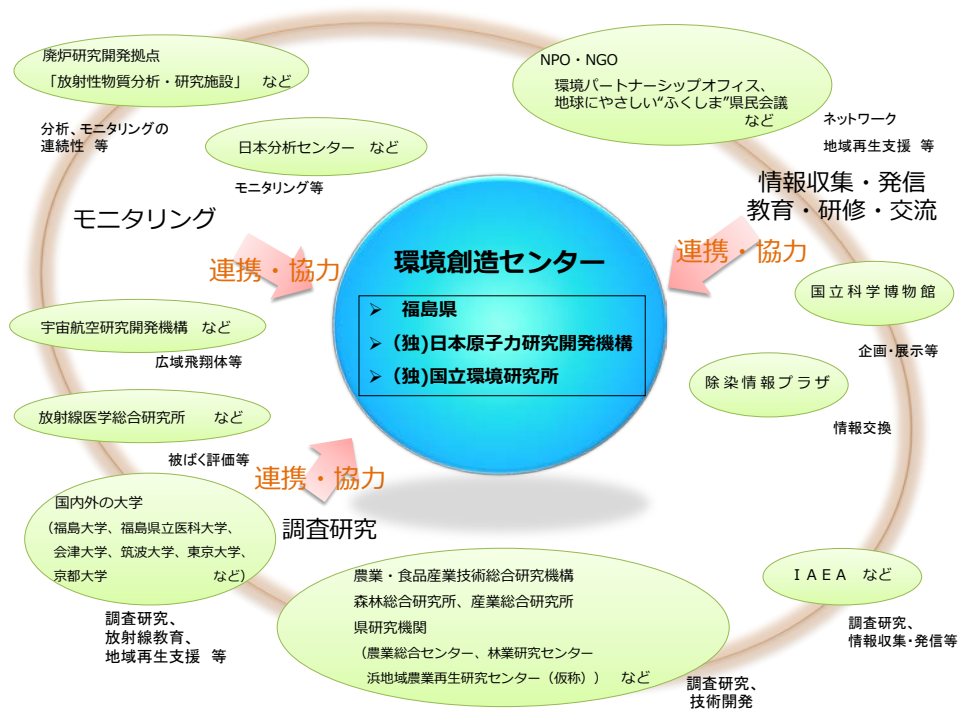 廃炉研究開発拠点
「放射性物質分析・研究施設」 など
分析、モニタリングの
連続性 等
日本分析センター など
モニタリング等
モニタリング
連携・協力
宇宙航空研究開発機構 など
広域飛翔体等
放射線医学総合研究所 など
被ばく評価等
連携・協力
国内外の大学
(福島大学、福島県立医科大学、
会津大学、筑波大学、東京大学、
京都大学 など)
調査研究、
放射線教育、
地域再生支援 等
調査研究
環境創造センター
➢ 福島県
➢ (独)日本原子力研究開発機構
➢ (独)国立環境研究所
NPO・NGO
環境パートナーシップオフィス、
地球にやさしい“ふくしま”県民会議
など
ネットワーク
地域再生支援 等
情報収集・発信
教育・研修・交流
連携・協力
国立科学博物館
企画・展示等
除染情報プラザ
情報交換
IAEA など
調査研究、
情報収集・発信等
農業・食品産業技術総合研究機構
森林総合研究所、産業総合研究所
県研究機関
(農業総合センター、林業研究センター
浜地域農業再生研究センター(仮称)) など
調査研究、
技術開発